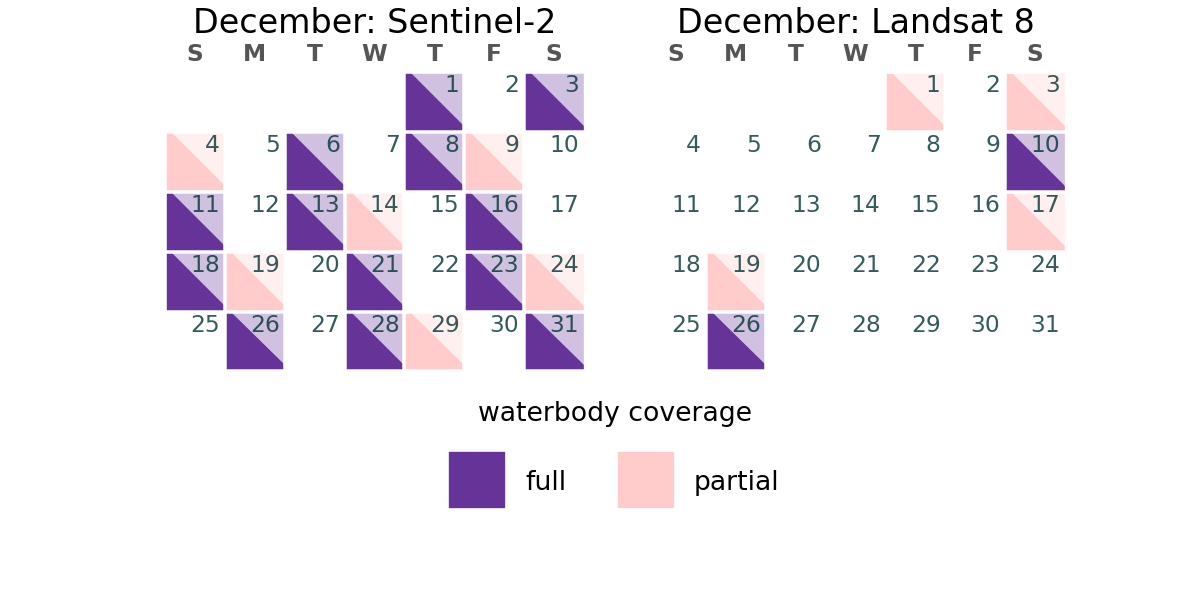 December: Sentinel-2
S M T W T F S
1 2 3
4 5 6 7 8 9 10
11 12 13 14 15 16 17
18 19 20 21 22 23 24
25 26 27 28 29 30 31
December: Landsat 8
S M T W T F S
1 2 3
4 5 6 7 8 9 10
11 12 13 14 15 16 17
18 19 20 21 22 23 24
25 26 27 28 29 30 31
waterbody coverage
full
partial